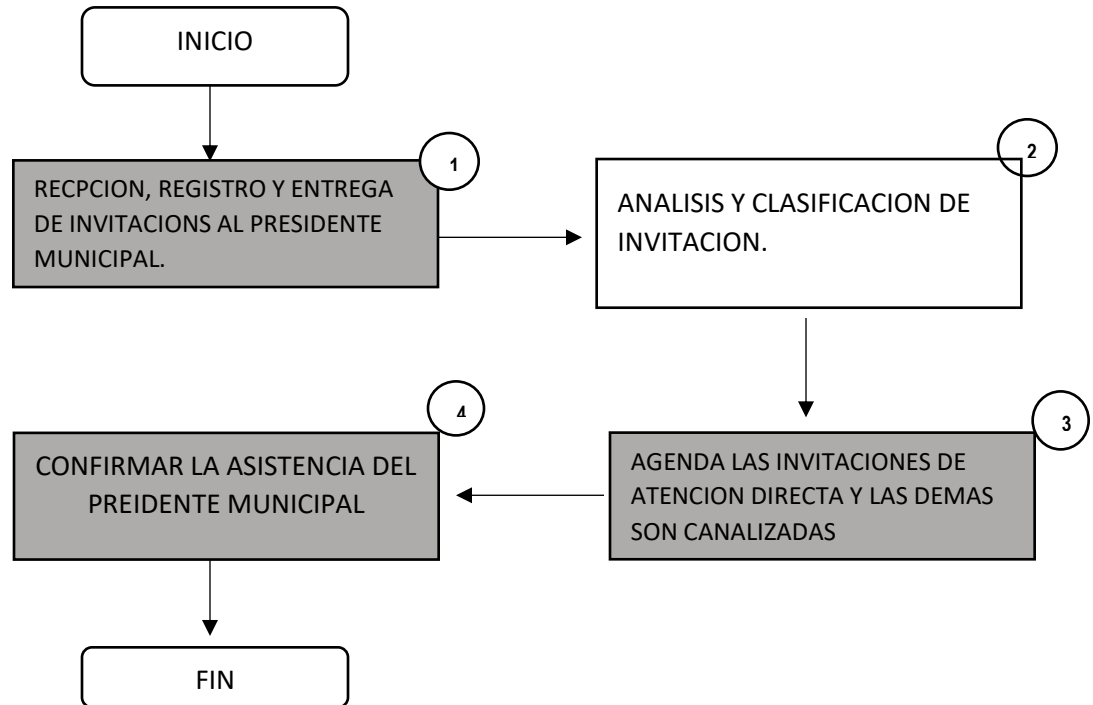 INICIO
1
RECPCION, REGISTRO Y ENTREGA
DE INVITACIONS AL PRESIDENTE
MUNICIPAL.
2
ANALISIS Y CLASIFICACION DE
INVITACION.
3
AGENDA LAS INVITACIONES DE
ATENCION DIRECTA Y LAS DEMAS
SON CANALIZADAS
4
CONFIRMAR LA ASISTENCIA DEL
PREIDENTE MUNICIPAL
FIN